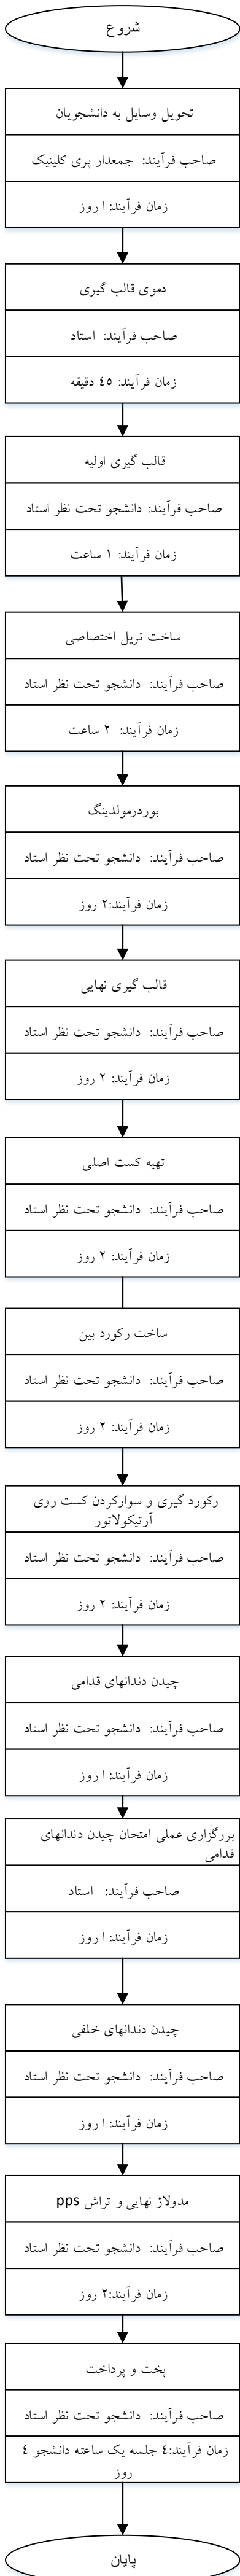 شروع
تحویل وسایل به دانشجویان
صاحب فرآیند: جمعدار پری کلینیک
زمان فرآیند: ۱ روز
دموی قالب گیری
صاحب فرآیند: استاد
زمان فرآیند: ٤٥ دقیقه
قالب گیری اولیه
صاحب فرآیند: دانشجو تحت نظر استاد
زمان فرآیند: ۱ ساعت
ساخت تریل اختصاصی
صاحب فرآیند: دانشجو تحت نظر استاد
زمان فرآیند: ۲ ساعت
بوردرمولدینگ
صاحب فرآیند: دانشجو تحت نظر استاد
زمان فرآیند:۲ روز
قالب گیری نهایی
صاحب فرآیند: دانشجو تحت نظر استاد
زمان فرآیند: ۲ روز
تهیه کست اصلی
صاحب فرآیند: دانشجو تحت نظر استاد
زمان فرآیند: ۲ روز
ساخت رکورد بین
صاحب فرآیند: دانشجو تحت نظر استاد
زمان فرآیند: ۲ روز
رکورد گیری و سوارکردن کست روی
آرتیکولاتور
صاحب فرآیند: دانشجو تحت نظر استاد
زمان فرآیند: ۲ روز
چیدن دندانهای قدامی
صاحب فرآیند: دانشجو تحت نظر استاد
زمان فرآیند: ۱ روز
بررگزاری عملی امتحان چیدن دندانهای
قدامی
صاحب فرآیند: استاد
زمان فرآیند: ۱ روز
چیدن دندانهای خلفی
صاحب فرآیند: دانشجو تحت نظر استاد
زمان فرآیند: ۱ روز
مدولاژ نهایی و تراش pps
صاحب فرآیند: دانشجو تحت نظر استاد
زمان فرآیند:۲ روز
پخت و پرداخت
صاحب فرآیند: دانشجو تحت نظر استاد
زمان فرآیند:٤ جلسه یک ساعته دانشجو ٤
روز
پایان